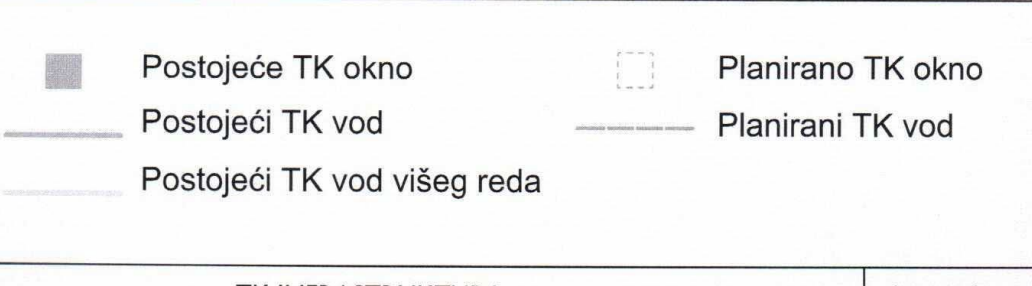 Postojeće TK okno
Planirano TK okno
Postojeći TK vod
Planirani TK vod
Postojeći TK vod višeg reda